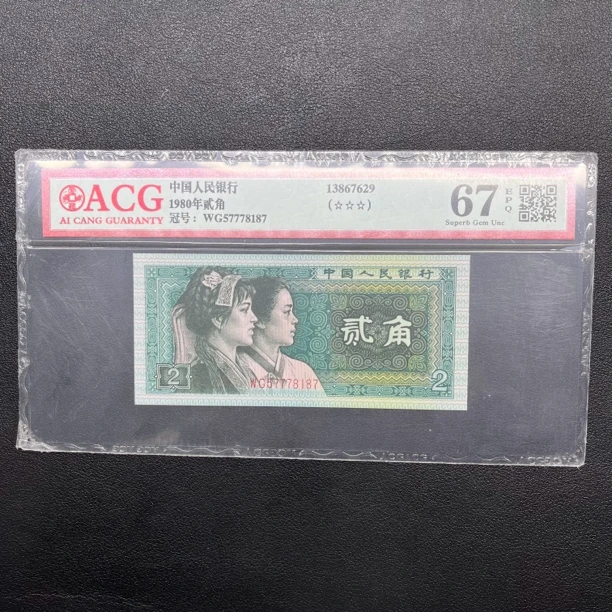 ACG
AI CANG GUARANTY
中国人民银行
1980年贰角
冠号：WG57778187
13867629
(☆☆☆)
67
EPQ
Superb Gem Unc
中国人民银行
贰角
2
WG57778187
2